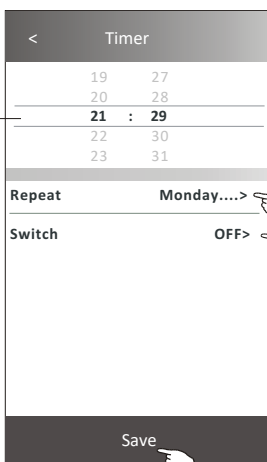 < Timer
19 27
20 28
21 : 29
22 30
23 31
Repeat Monday....>
Switch OFF>
Save